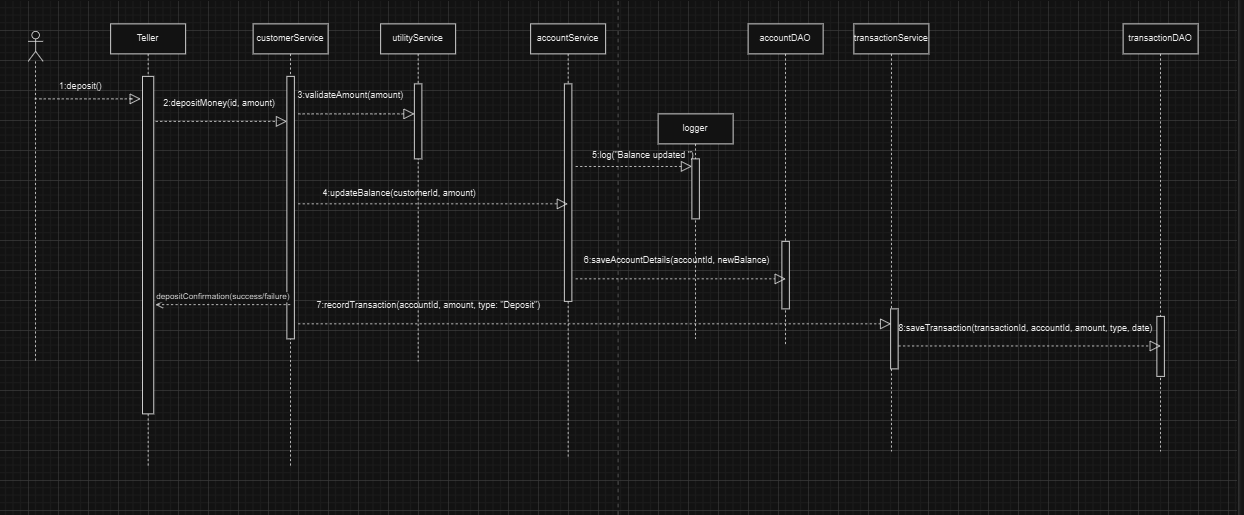 Teller
customerService
utilityService
accountService
accountDAO
transactionService
transactionDAO
1:deposit()
3:validateAmount(amount)
2:depositMoney(id, amount)
logger
5:log("Balance updated ")
4:updateBalance(customerId, amount)
6:saveAccountDetails(accountId, newBalance)
depositConfirmation(success/failure)
7:recordTransaction(accountId, amount, type: "Deposit")
8:saveTransaction(transactionId, accountId, amount, type, date)